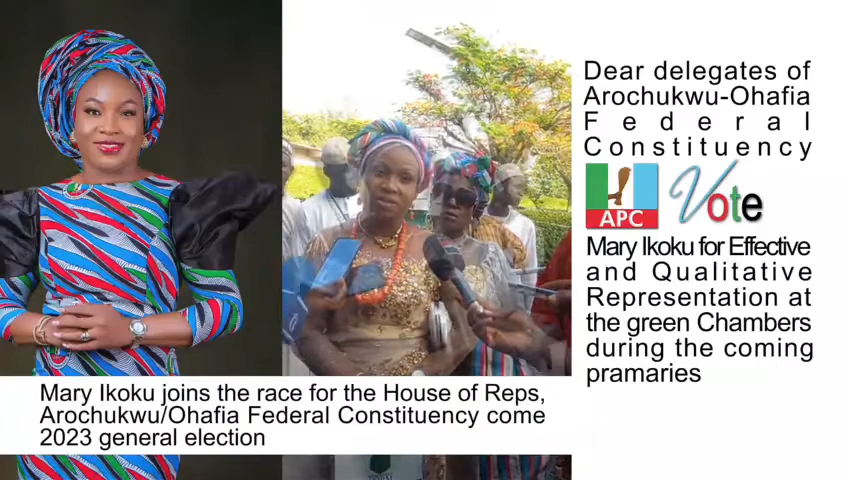 Dear delegates of
Arochukwu-Ohafia
Federal
Constituency
APC
Vote
Mary Ikoku for Effective
and Qualitative
Representation at
the green Chambers
during the coming
pramaries
Mary Ikoku joins the race for the House of Reps,
Arochukwu/Ohafia Federal Constituency come
2023 general election